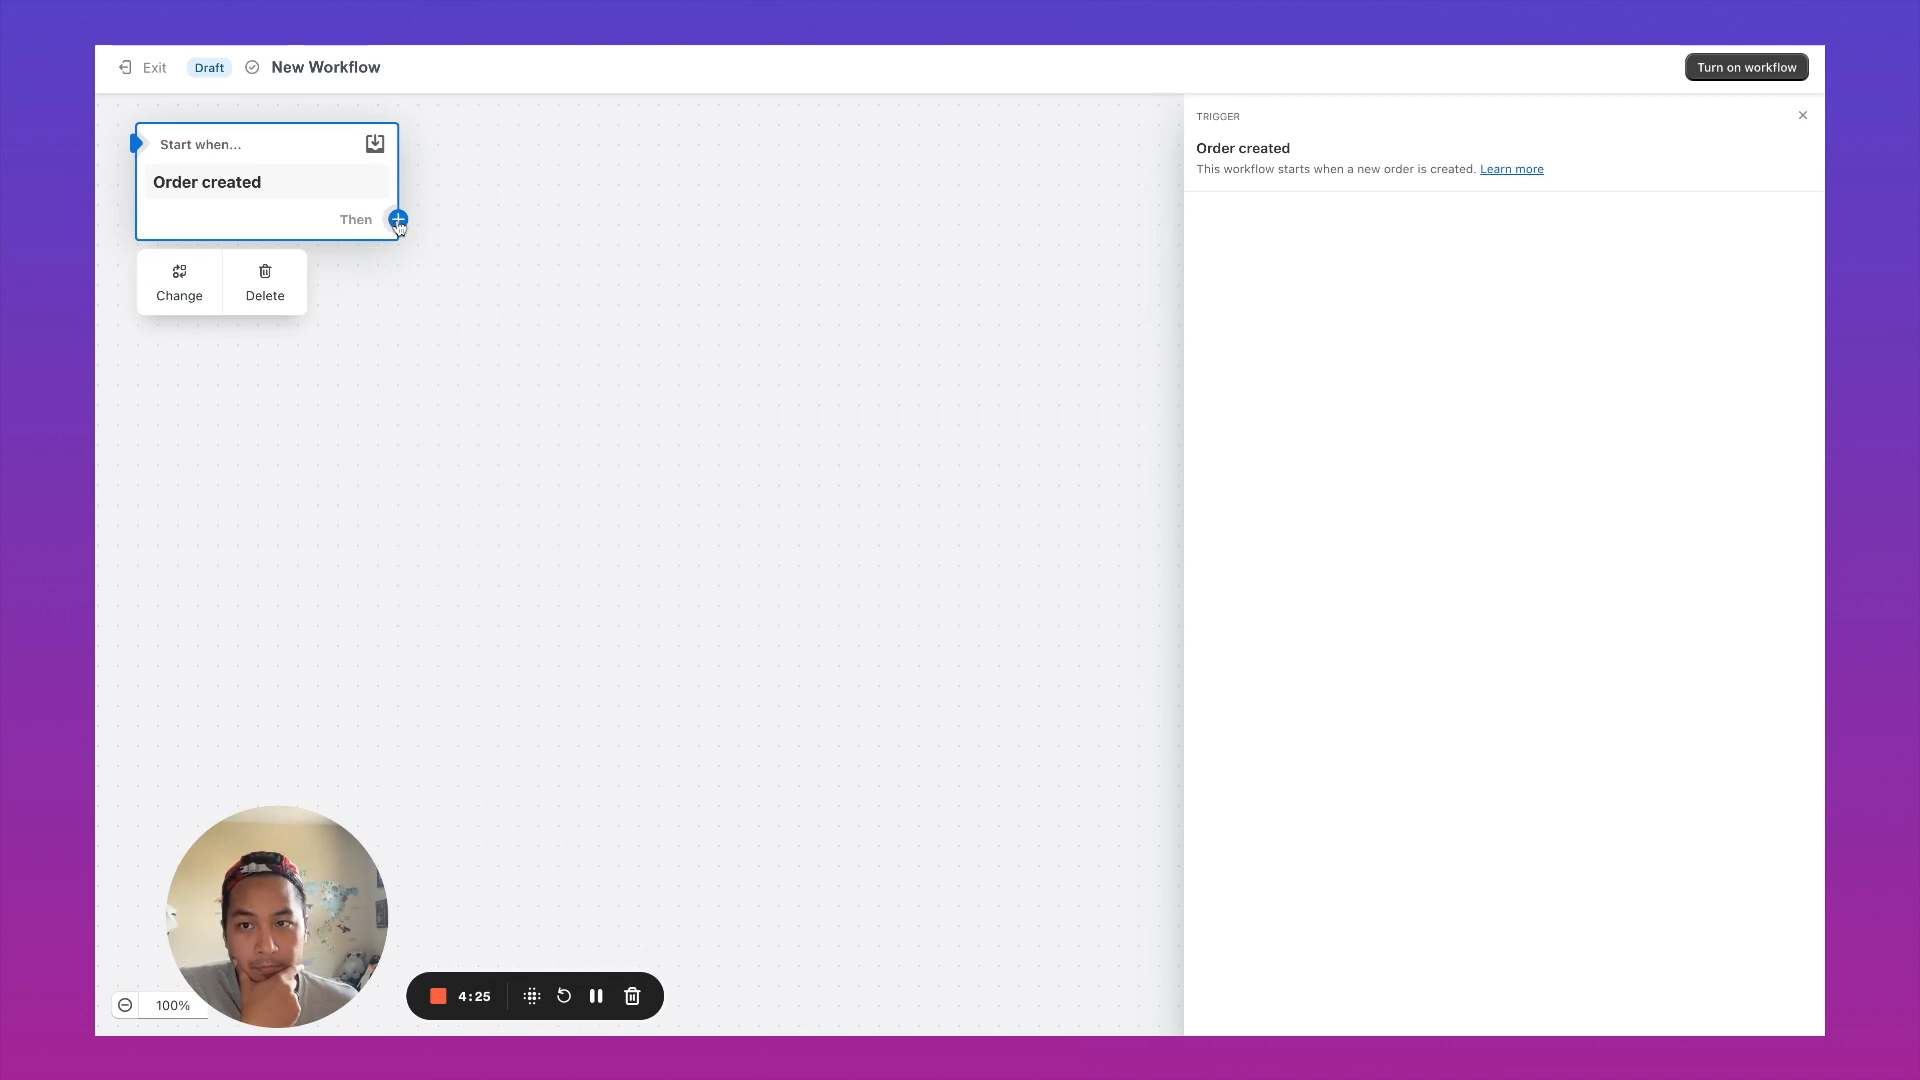 Exit
Draft
New Workflow
Turn on workflow
Start when...
Order created
Then
Change
Delete
TRIGGER
Order created
This workflow starts when a new order is created. Learn more
100%
4:25